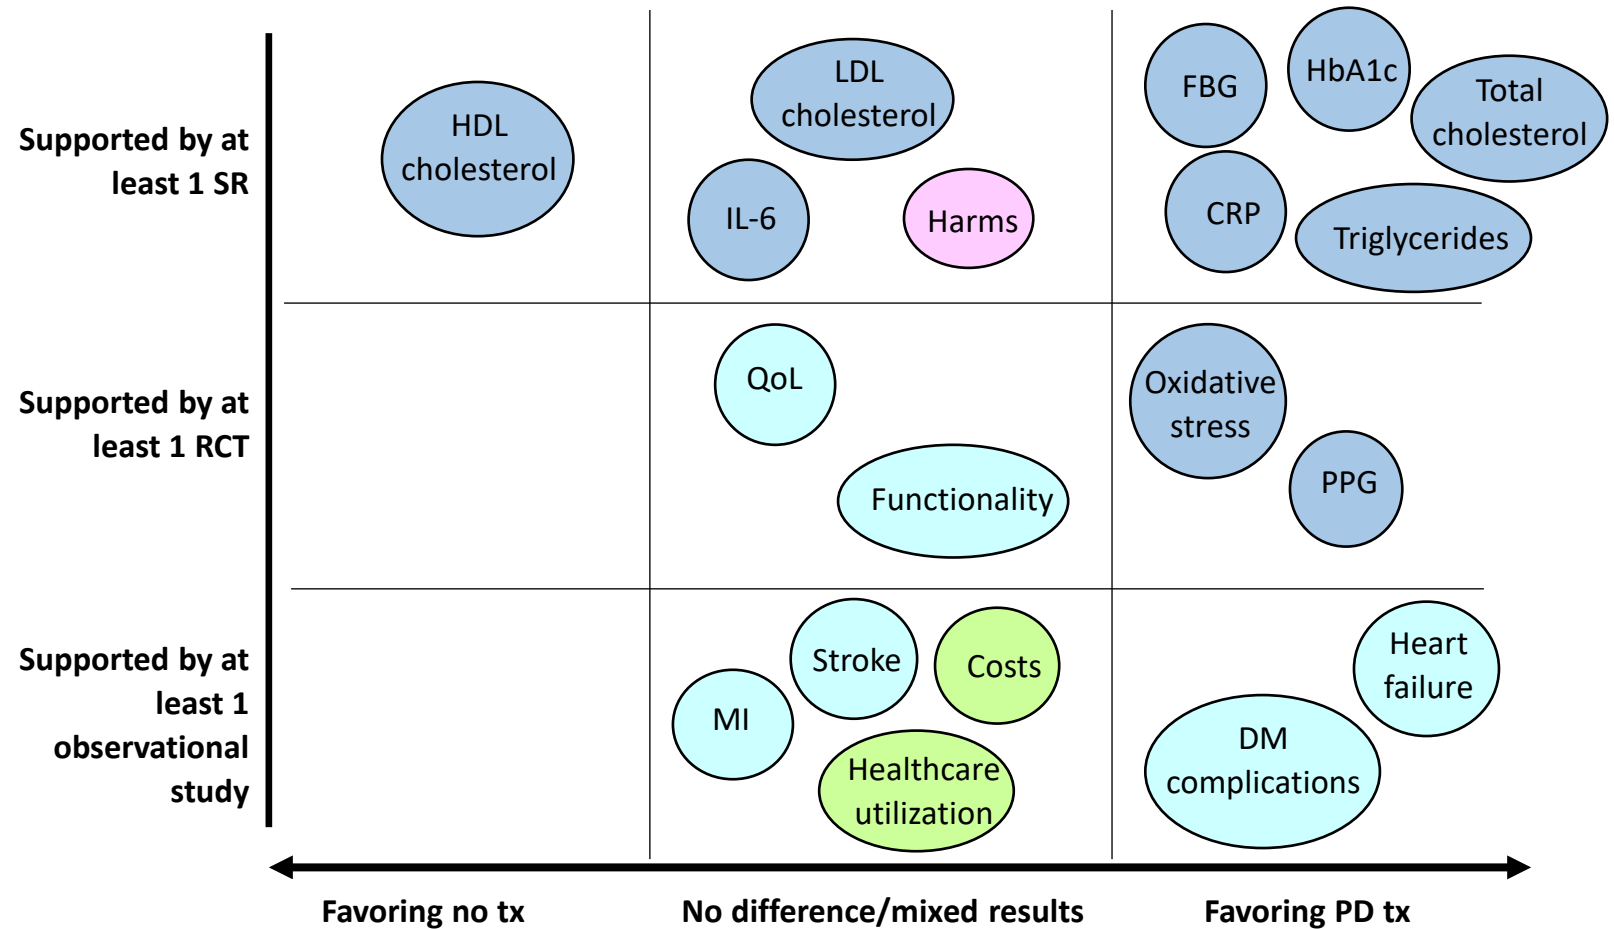 Supported by at
least 1 SR
HDL
cholesterol
LDL
cholesterol
IL-6
Harms
FBG
HbA1c
Total
cholesterol
CRP
Triglycerides
Supported by at
least 1 RCT
QoL
Functionality
Oxidative
stress
PPG
Supported by at
least 1
observational
study
MI
Stroke
Costs
Healthcare
utilization
Heart
failure
DM
complications
Favoring no tx
No difference/mixed results
Favoring PD tx